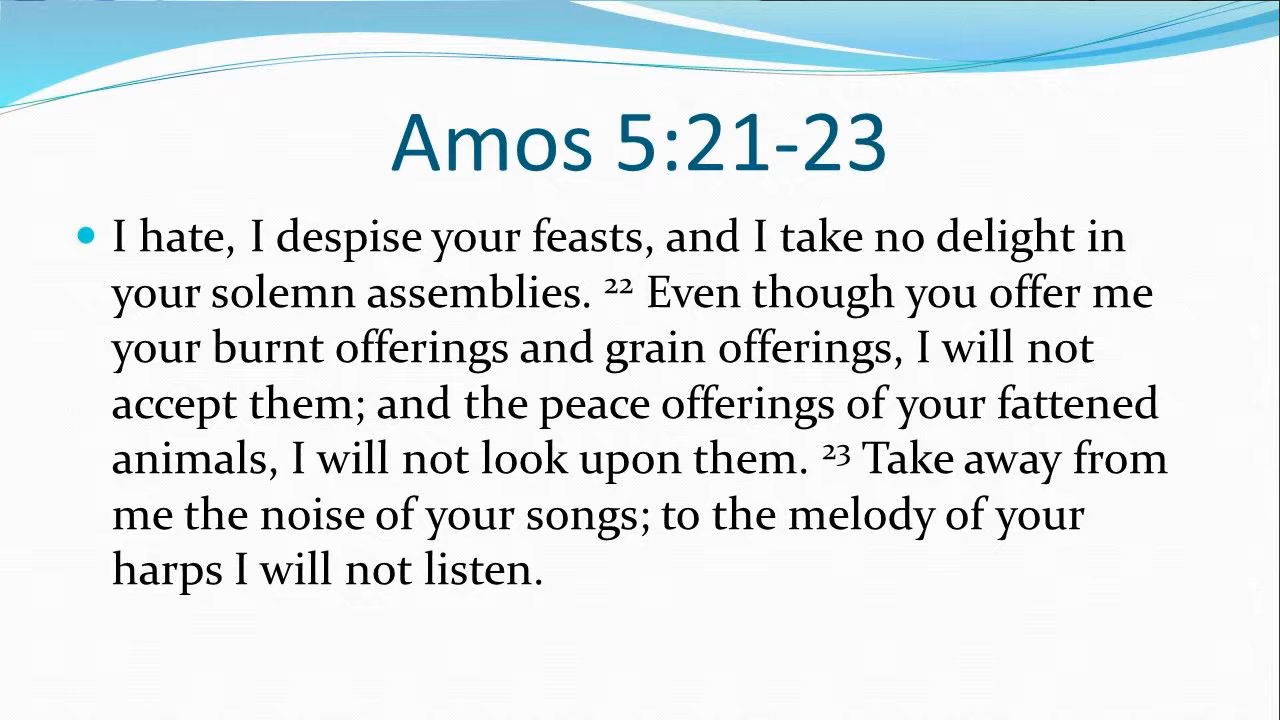 Amos 5:21-23
• I hate, I despise your feasts, and I take no delight in
your solemn assemblies. 22 Even though you offer me
your burnt offerings and grain offerings, I will not
accept them; and the peace offerings of your fattened
animals, I will not look upon them. 23 Take away from
me the noise of your songs; to the melody of your
harps I will not listen.